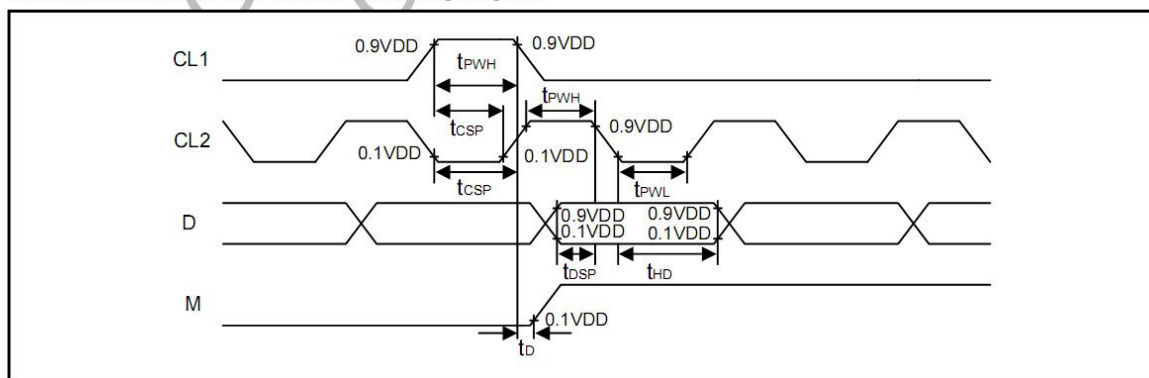 CL1
0.9VDD
0.9VDD
tPWH
tPWH
tCSP
CL2
0.9VDD
0.1VDD
0.1VDD
tCSP
tPWL
D
0.9VDD
0.9VDD
0.1VDD
0.1VDD
tDSP
tHD
M
0.1VDD
tD